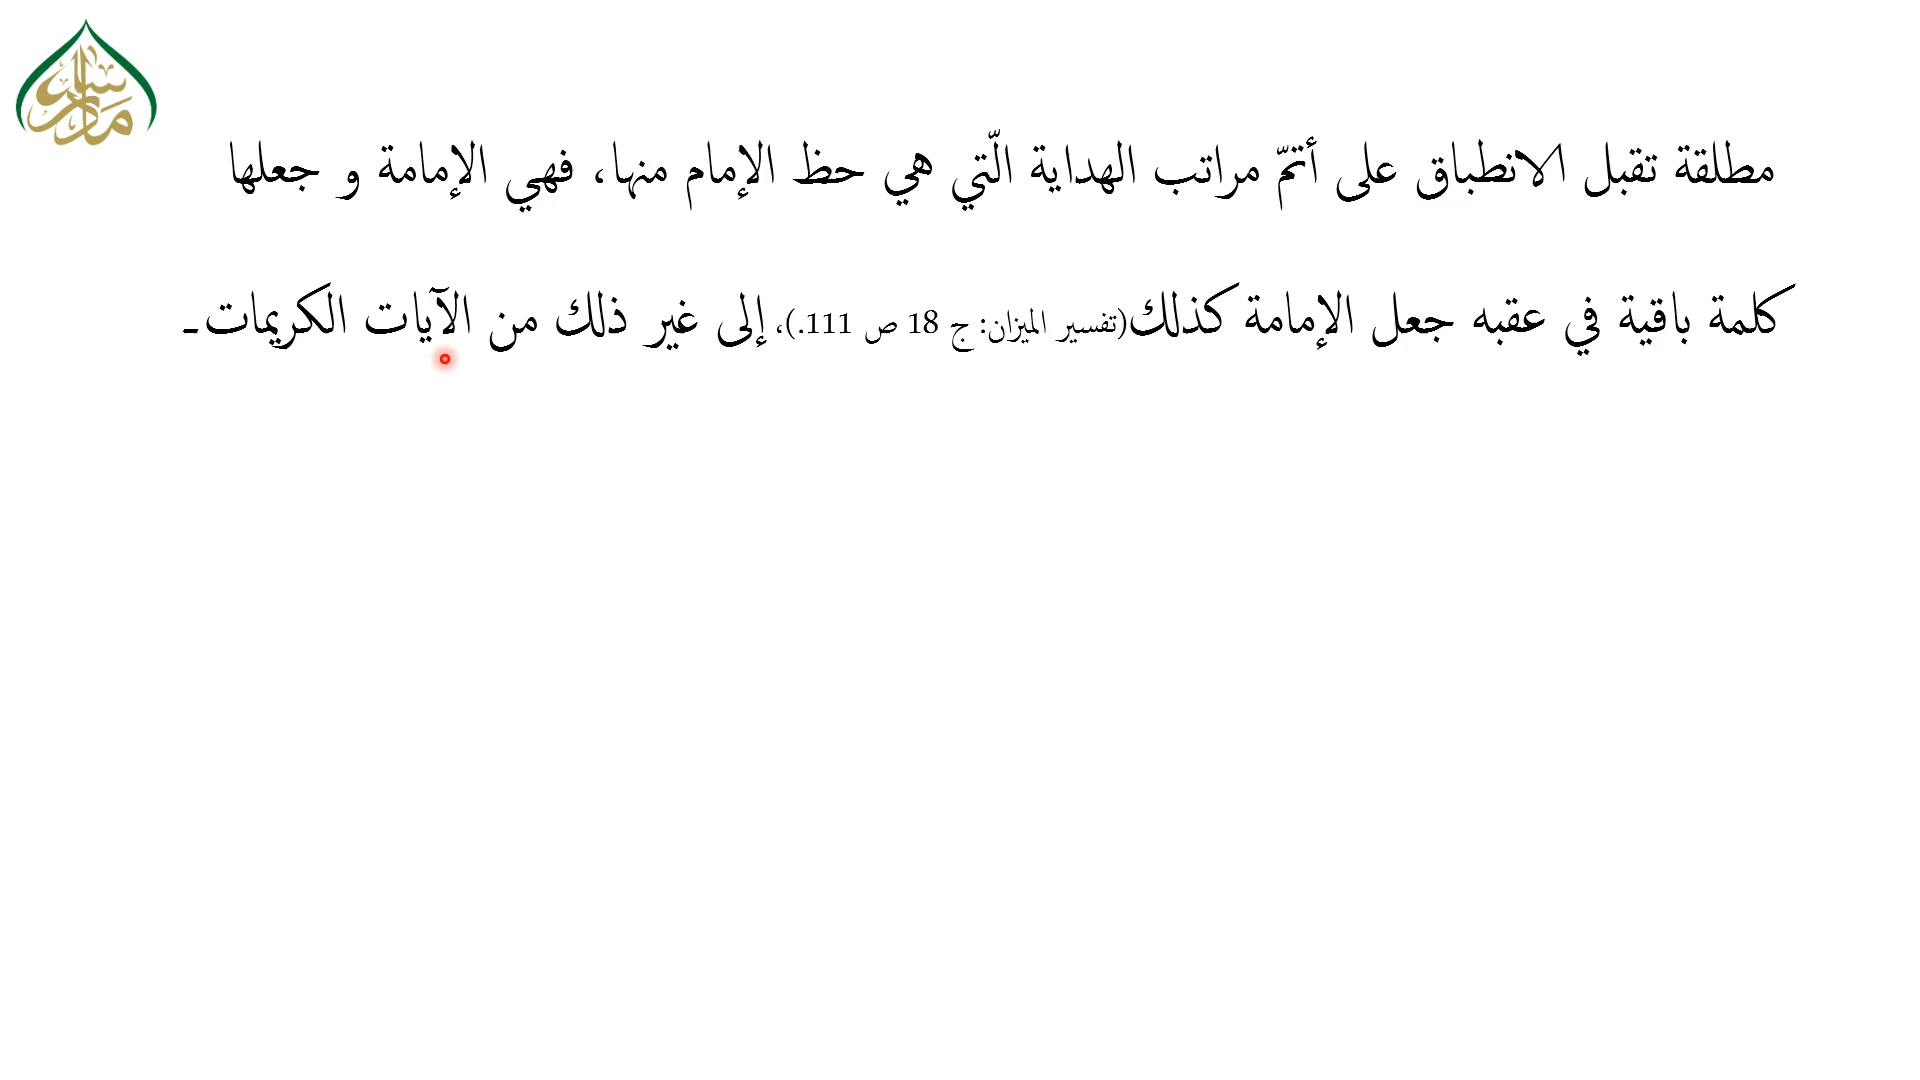 مطلقة تقبل الانطباق على أتمّ مراتب الهداية الّتي هي حظ الإمام منها، فهي الإمامة و جعلها
كلمة باقية في عقبه جعل الإمامة كذلك(تفسير الميزان: ج 18 ص 111.)، إلى غير ذلك من الآيات الكريمات ـ